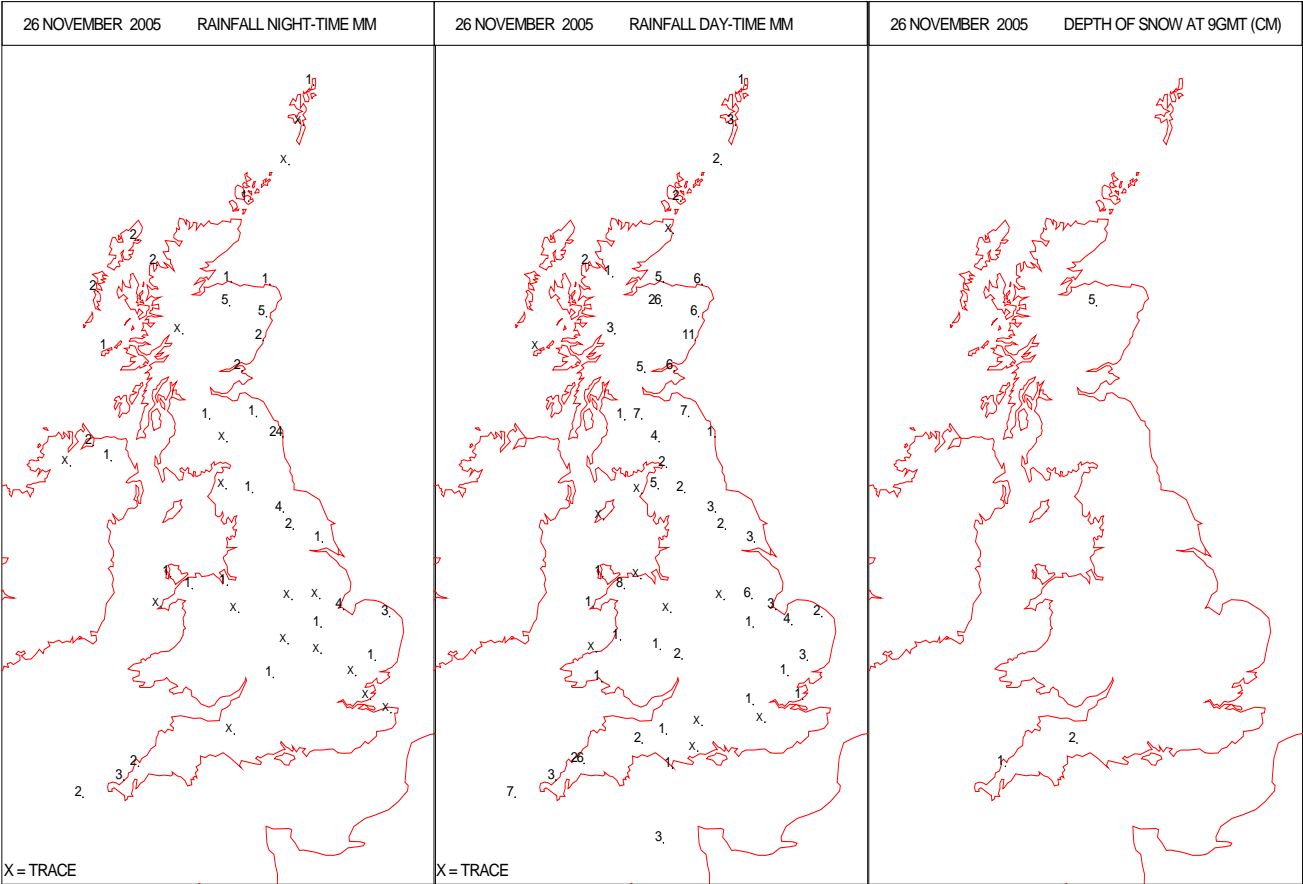 26 NOVEMBER 2005 RAINFALL NIGHT-TIME MM
1
X
X
1
2
2
2
1
1
5
5
X
2
1
2
1
1
24
X
2
1
X
X
1
4
2
1
1
1
1
X
X
X
X
4
3
1
X
X
1
1
X
X
X
X
2
3
2
X = TRACE
26 NOVEMBER 2005 RAINFALL DAY-TIME MM
1
3
2
2
X
2
1
5
6
26
6
3
11
X
5
6
1
7
7
4
1
2
5
X
2
3
X
2
3
1
X
8
1
X
X
6
3
2
4
1
1
X
1
2
3
1
1
1
1
X
X
1
2
X
26
1
3
7
3
X = TRACE
26 NOVEMBER 2005 DEPTH OF SNOW AT 9GMT (CM)
5
2
1